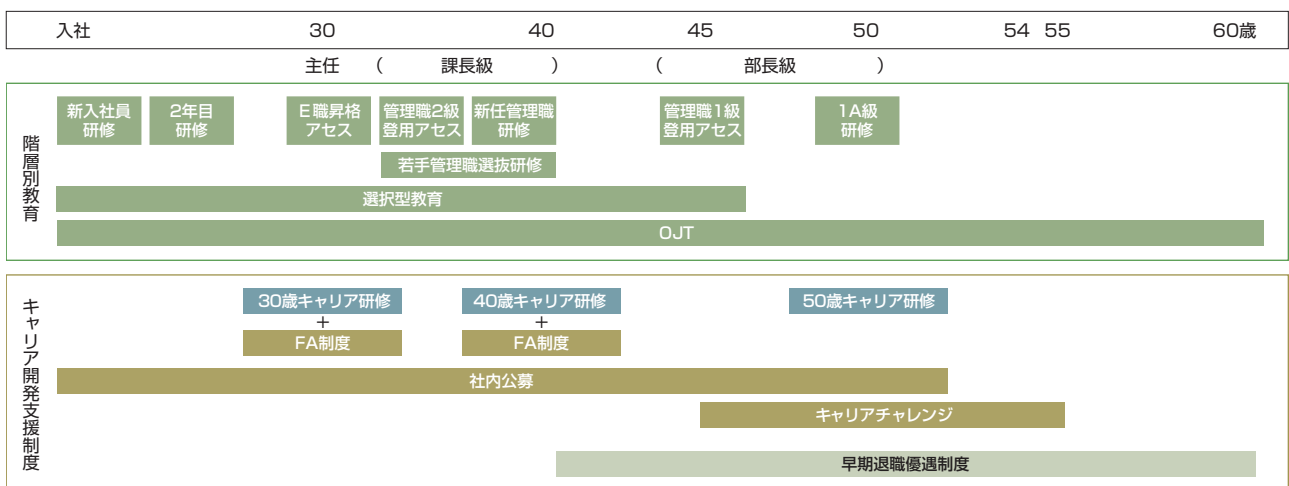 入社 30 40 45 50 54 55 60歳
主任 ( 課長級 ) ( 部長級 )
階層別教育
新入社員
研修
2年目
研修
E職昇格
アセス
管理職2級
登用アセス
新任管理職
研修
管理職1級
登用アセス
1A級
研修
若手管理職選抜研修
選択型教育
OJT
キャリア開発支援制度
30歳キャリア研修
+
FA制度
40歳キャリア研修
+
FA制度
50歳キャリア研修
社内公募
キャリアチャレンジ
早期退職優遇制度